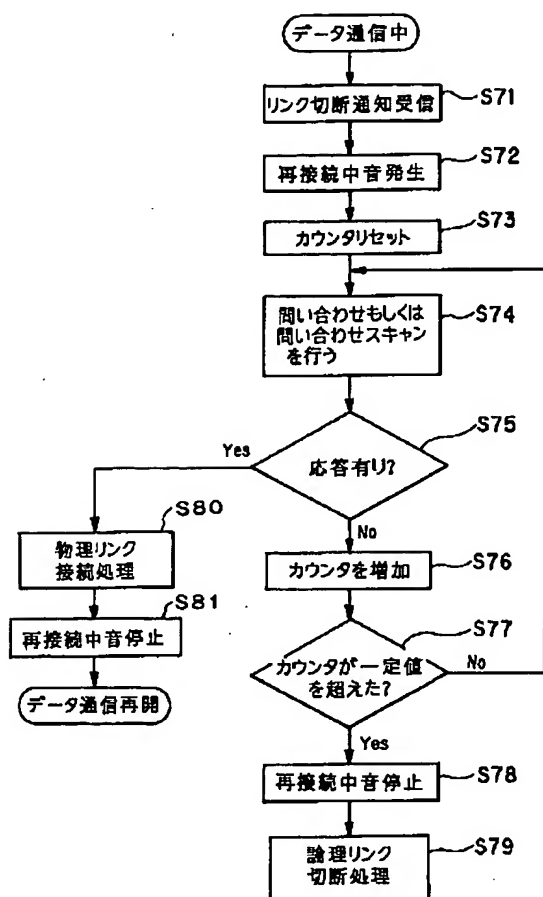 データ通信中
リンク切断通知受信
S71
再接続中音発生
S72
カウンタリセット
S73
問い合わせもしくは
問い合わせスキャン
を行う
S74
応答有り?
S75
Yes
No
物理リンク
接続処理
S80
再接続中音停止
S81
データ通信再開
カウンタを増加
S76
カウンタが一定値
を超えた?
S77
No
Yes
再接続中音停止
S78
論理リンク
切断処理
S79